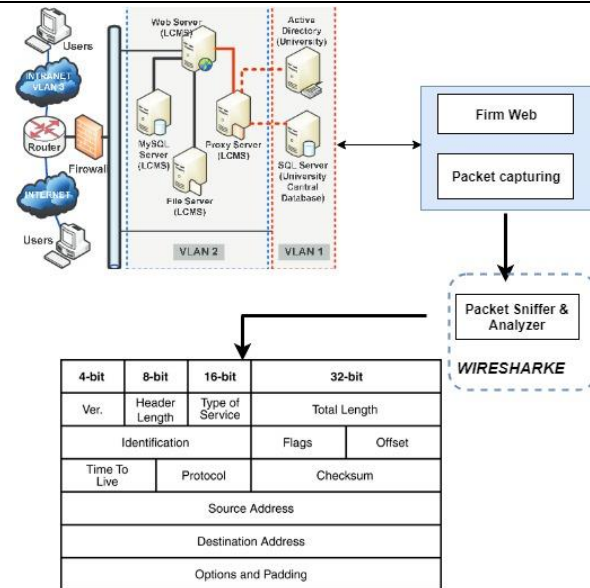 Users
INTRANET
VLAN 3
Router
Firowall
INTERNET
Users
Web Server
(LCMS)
MySQL
Server
(LCMS)
File Server
(LCMS)
Proxy Server
(LCMS)
VLAN 2
Active
Directory
(University)
SQL Server
(University
Central
Database)
VLAN 1
Firm Web
Packet capturing
Packet Sniffer &
Analyzer
WIRESHARKE
4-bit 8-bit 16-bit 32-bit
Ver. Header Length Type of Service Total Length
Identification Flags Offset
Time To Live Protocol Checksum
Source Address
Destination Address
Options and Padding